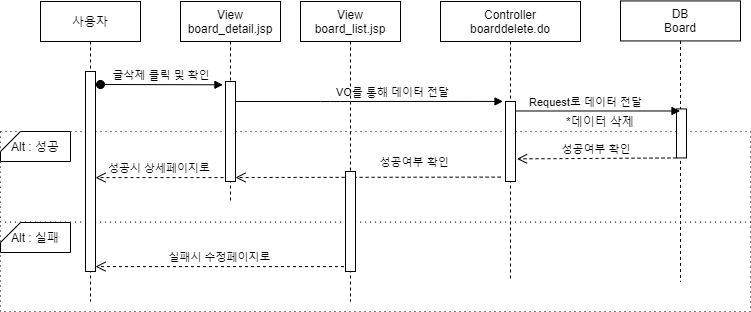 사용자
View
board_detail.jsp
View
board_list.jsp
Controller
boarddelete.do
DB
Board
글삭제 클릭 및 확인
VO를 통해 데이터 전달
Request로 데이터 전달
*데이터 삭제
Alt : 성공
성공여부 확인
성공여부 확인
성공시 상세페이지로
Alt : 실패
실패시 수정페이지로